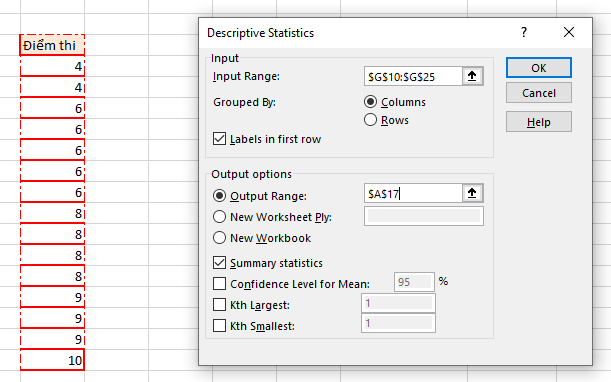 Điểm thi
4
4
6
6
6
6
6
8
8
8
8
9
9
9
10
Descriptive Statistics
?
Input
Input Range:
$G$10:$G$25
Grouped By:
Columns
Rows
Labels in first row
OK
Cancel
Help
Output options
Output Range:
$A$17
New Worksheet Ply:
New Workbook
Summary statistics
Confidence Level for Mean:
95
%
Kth Largest:
1
Kth Smallest:
1